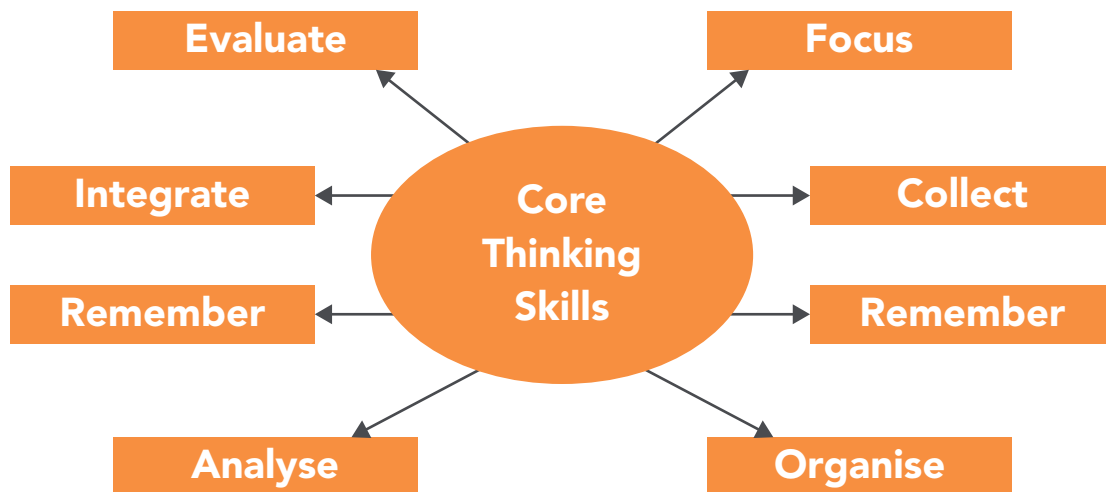 Evaluate
Focus
Integrate
Core
Thinking
Skills
Collect
Remember
Remember
Analyse
Organise